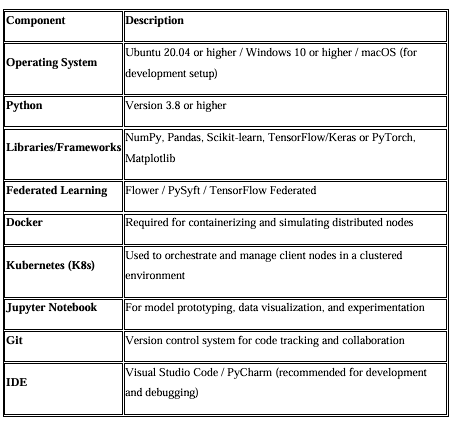 Component Description
Operating System Ubuntu 20.04 or higher / Windows 10 or higher / macOS (for
development setup)
Python Version 3.8 or higher
Libraries/Frameworks NumPy, Pandas, Scikit-learn, TensorFlow/Keras or PyTorch,
Matplotlib
Federated Learning Flower / PySyft / TensorFlow Federated
Docker Required for containerizing and simulating distributed nodes
Kubernetes (K8s) Used to orchestrate and manage client nodes in a clustered
environment
Jupyter Notebook For model prototyping, data visualization, and experimentation
Git Version control system for code tracking and collaboration
IDE Visual Studio Code / PyCharm (recommended for development
and debugging)